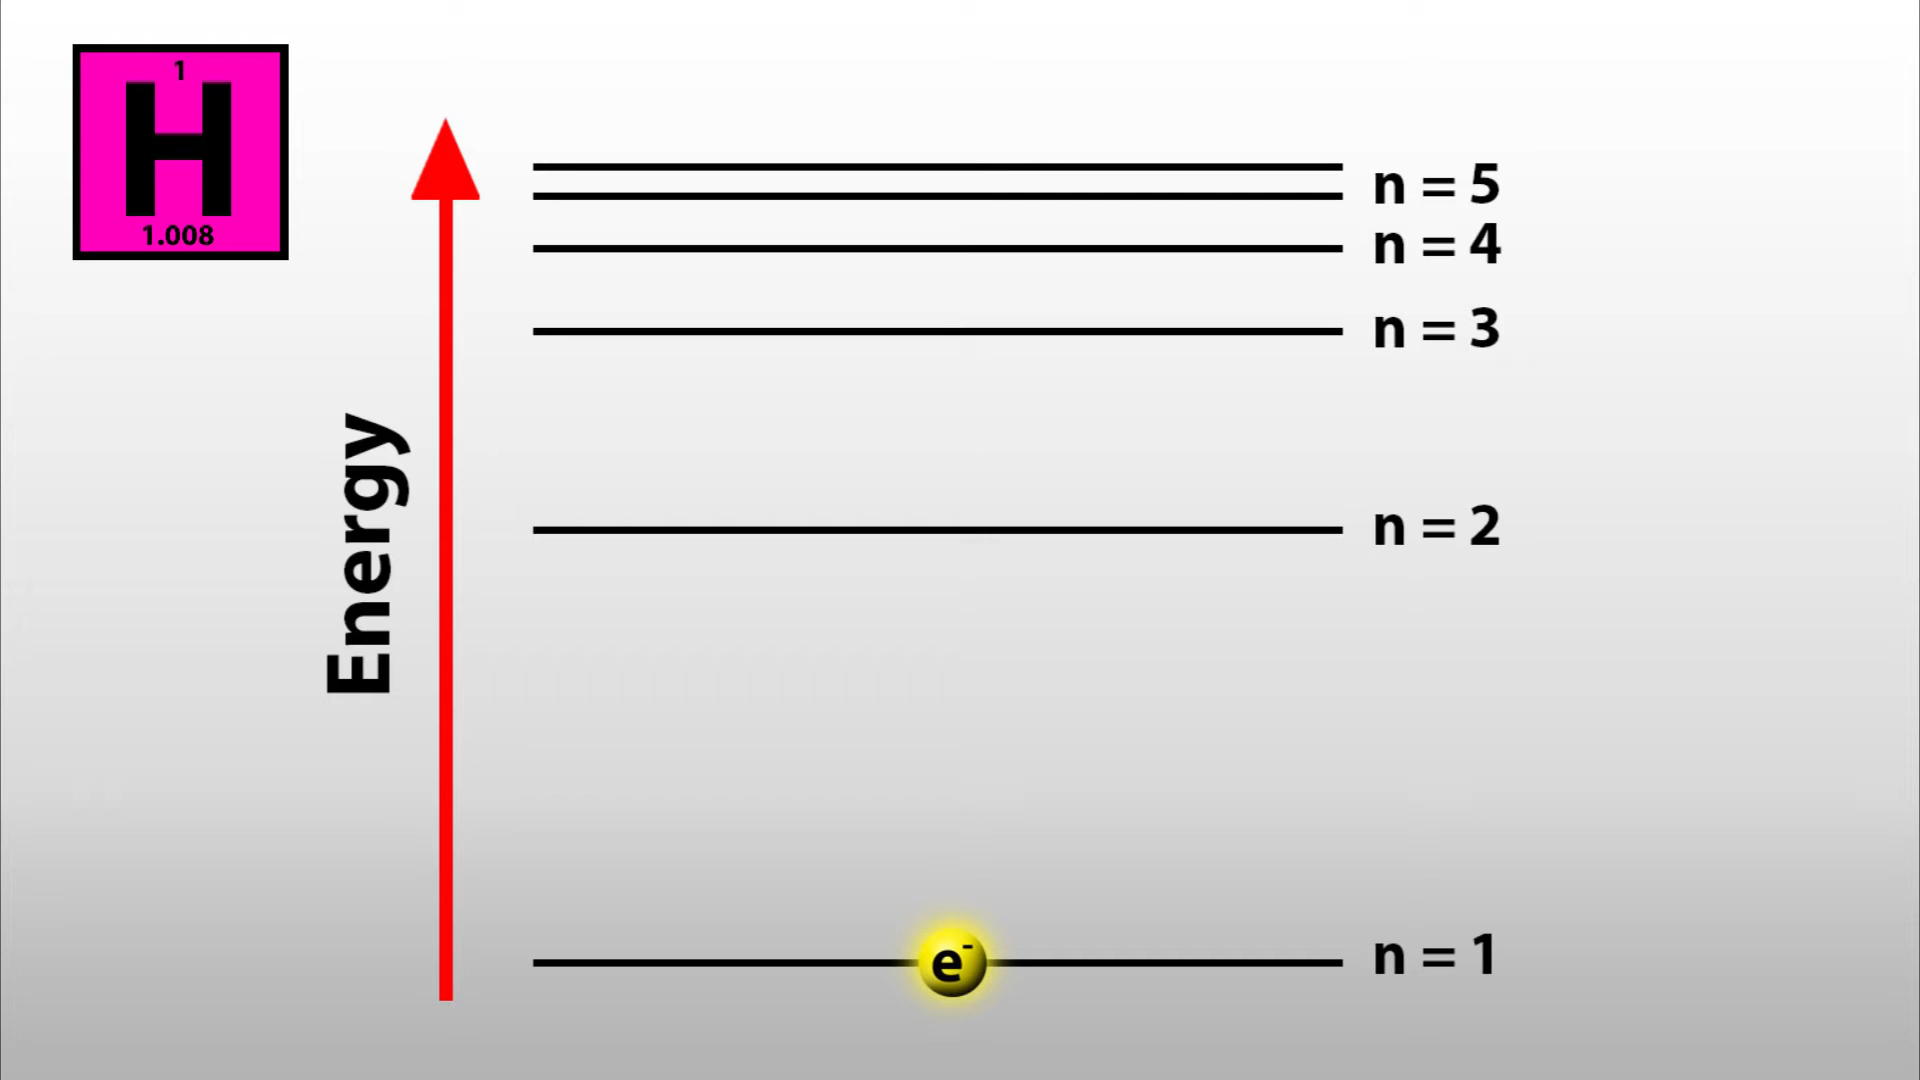 1
H
1.008
Energy
n = 5
n = 4
n = 3
n = 2
n = 1
e-